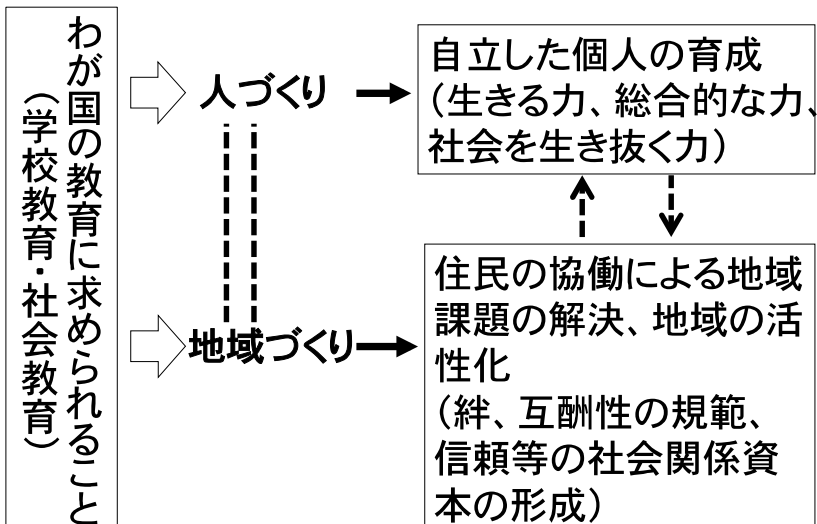 わが国の教育に求められること
（学校教育・社会教育）
人づくり
自立した個人の育成
（生きる力、総合的な力、
社会を生き抜く力）
地域づくり
住民の協働による地域
課題の解決、地域の活
性化
（絆、互酬性の規範、
信頼等の社会関係資
本の形成）